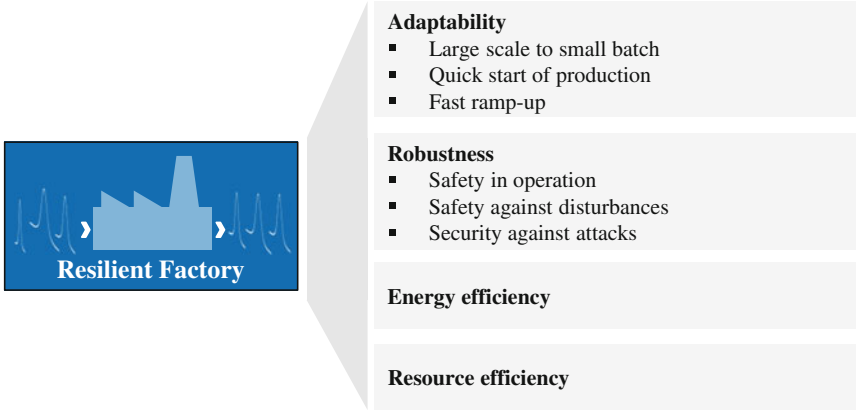 Resilient Factory
Adaptability
▪ Large scale to small batch
▪ Quick start of production
▪ Fast ramp-up
Robustness
▪ Safety in operation
▪ Safety against disturbances
▪ Security against attacks
Energy efficiency
Resource efficiency